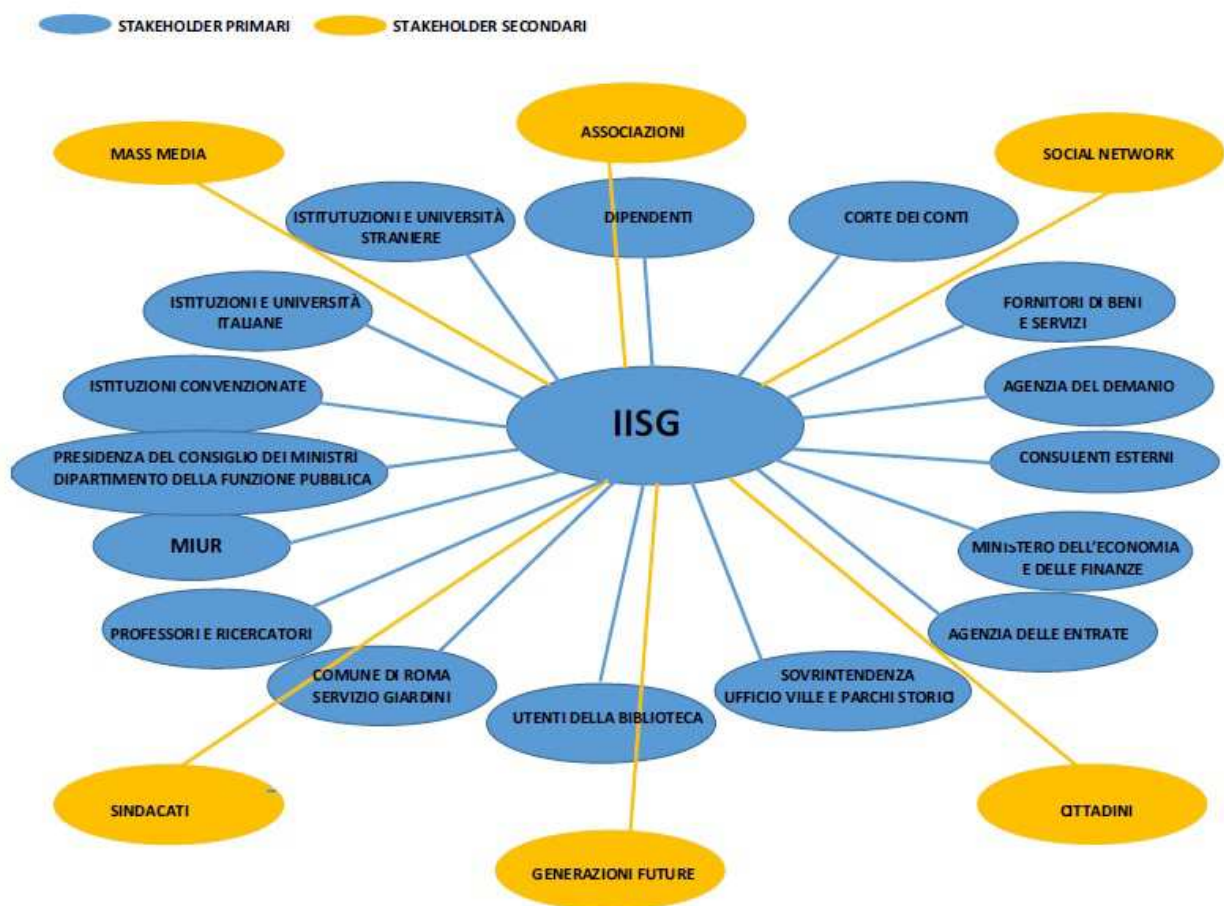 STAKEHOLDER PRIMARI
STAKEHOLDER SECONDARI
ASSOCIAZIONI
MASS MEDIA
SOCIAL NETWORK
ISTITUTUZIONI E UNIVERSITÀ
STRANIERE
DIPENDENTI
CORTE DEI CONTI
ISTITUZIONI E UNIVERSITÀ
ITALIANE
FORNITORI DI BENI
E SERVIZI
ISTITUZIONI CONVENZIONATE
AGENZIA DEL DEMANIO
IISG
PRESIDENZA DEL CONSIGLIO DEI MINISTRI
DIPARTIMENTO DELLA FUNZIONE PUBBLICA
CONSULENTI ESTERNI
MIUR
MINISTERO DELL'ECONOMIA
E DELLE FINANZE
PROFESSORI E RICERCATORI
AGENZIA DELLE ENTRATE
COMUNE DI ROMA
SERVIZIO GIARDINI
SOVRINTENDENZA
UFFICIO VILLE E PARCHI STORICI
UTENTI DELLA BIBLIOTECA
SINDACATI
CITTADINI
GENERAZIONI FUTURE